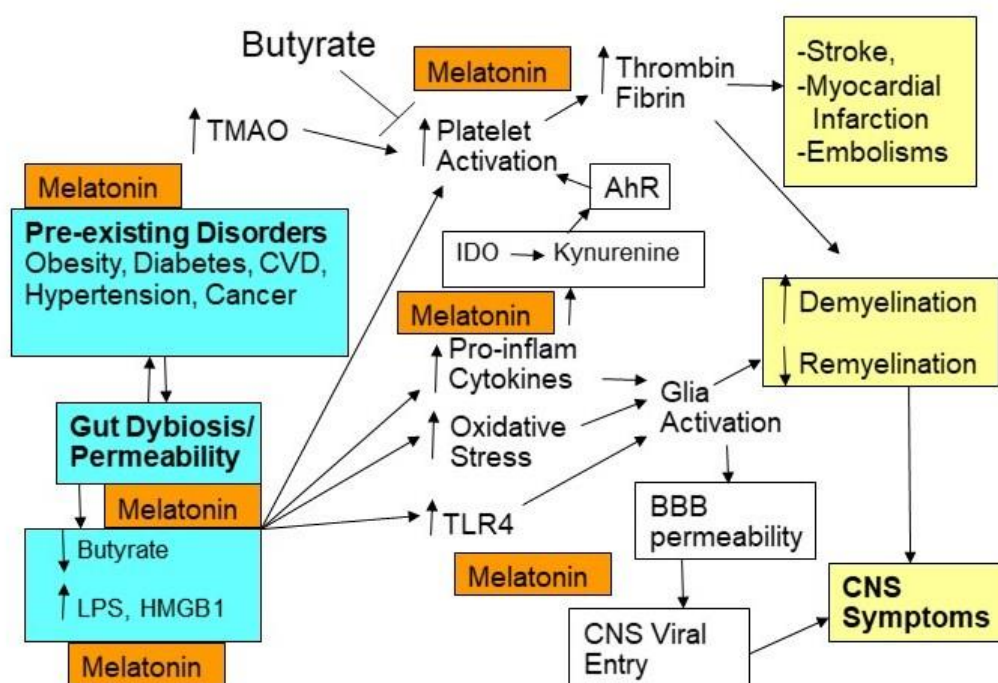 Butyrate
Melatonin
↑ Thrombin
Fibrin
-Stroke,
-Myocardial
Infarction
-Embolisms
↑ TMAO
↑ Platelet
Activation
AhR
Melatonin
Pre-existing Disorders
Obesity, Diabetes, CVD,
Hypertension, Cancer
IDO → Kynurenine
Melatonin
↑ Pro-inflam
Cytokines
↑ Oxidative
Stress
↑ TLR4
Melatonin
Glia
Activation
↑ Demyelination
↓ Remyelination
Gut Dybiosis/
Permeability
Melatonin
↓ Butyrate
↑ LPS, HMGB1
Melatonin
BBB
permeability
CNS Viral
Entry
CNS
Symptoms